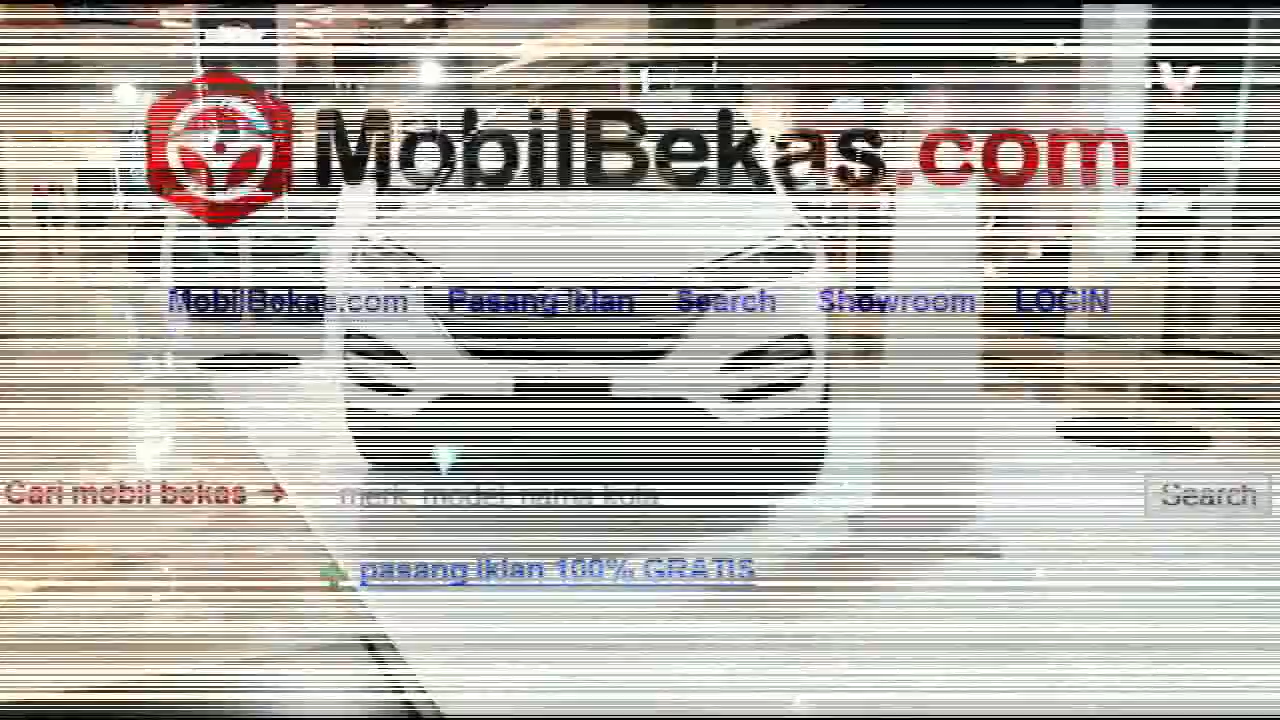 MobilBekas.com
MobilBekas.com Pasang Iklan Search Showroom LOGIN
Cari mobil bekas → merk, model, nama kota Search
pasang iklan 100% GRATIS